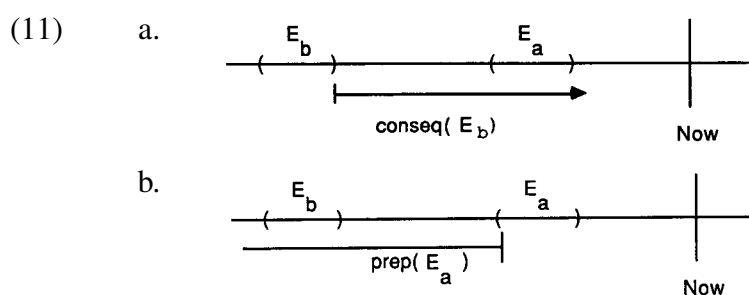 (11) a. E_b E_a
conseq( E_b )
Now
b. E_b E_a
prep( E_a )
Now